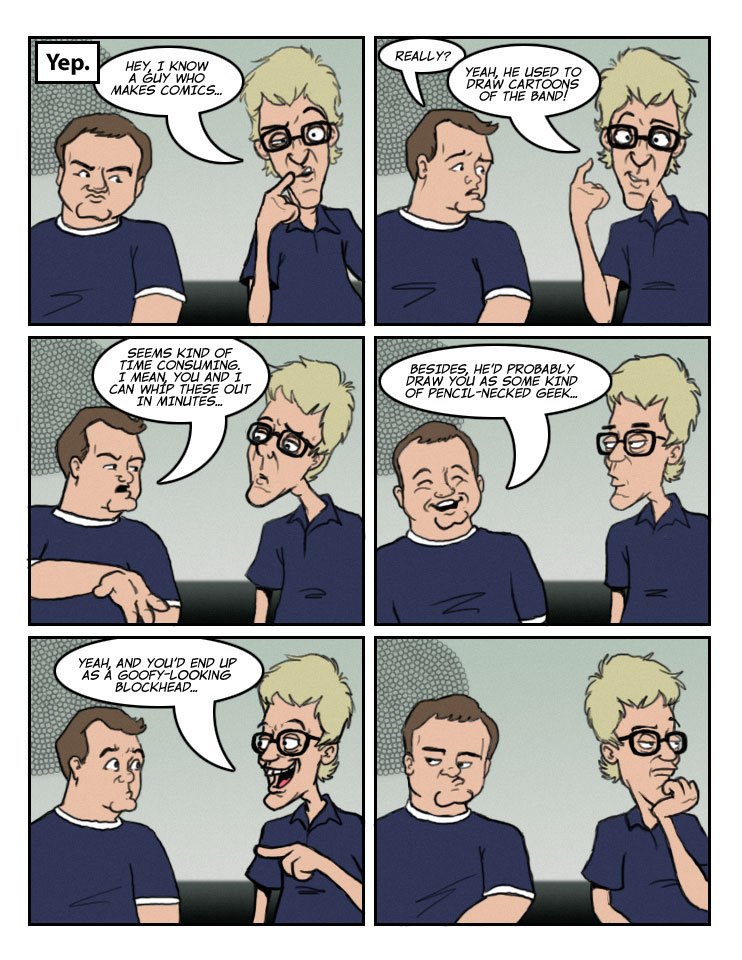 Yep.
HEY, I KNOW
A GUY WHO
MAKES COMICS...
REALLY?
YEAH, HE USED TO
DRAW CARTOONS
OF THE BAND!
SEEMS KIND OF
TIME CONSUMING.
I MEAN, YOU AND I
CAN WHIP THESE OUT
IN MINUTES...
BESIDES, HE'D PROBABLY
DRAW YOU AS SOME KIND
OF PENCIL-NECKED GEEK...
YEAH, AND YOU'D END UP
AS A GOOFY-LOOKING
BLOCKHEAD...